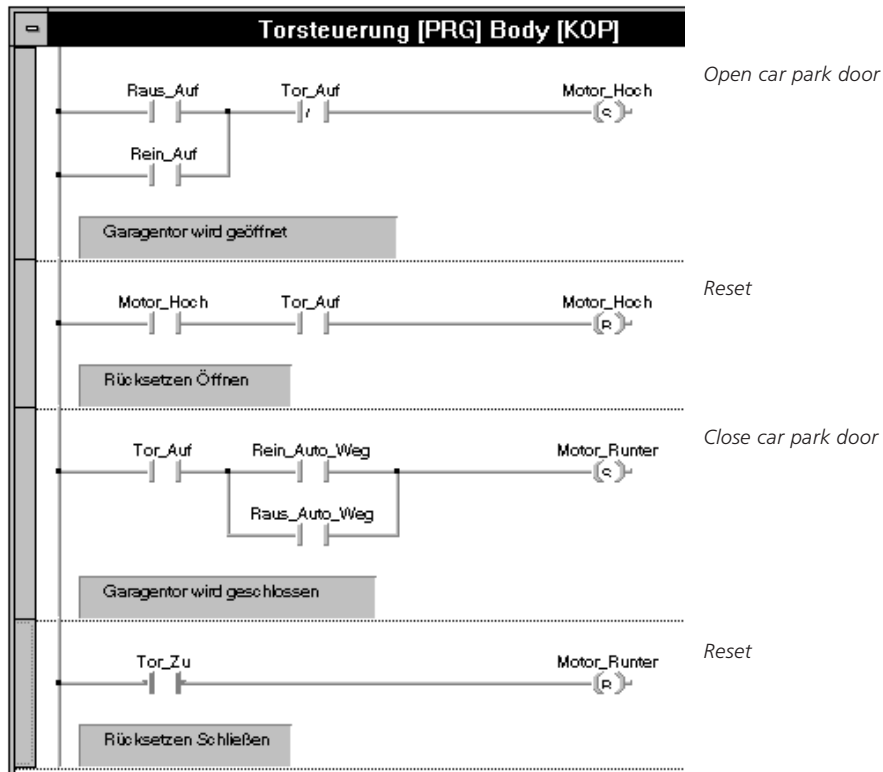 Torsteuerung [PRG] Body [KOP]
Open car park door
Raus_Auf Tor_Auf Motor_Hoch
/ S
Rein_Auf
Garagentor wird geöffnet
Reset
Motor_Hoch Tor_Auf Motor_Hoch
R
Rücksetzen Öffnen
Close car park door
Tor_Auf Rein_Auto_Weg Motor_Runter
S
Raus_Auto_Weg
Garagentor wird geschlossen
Reset
Tor_Zu Motor_Runter
R
Rücksetzen Schließen